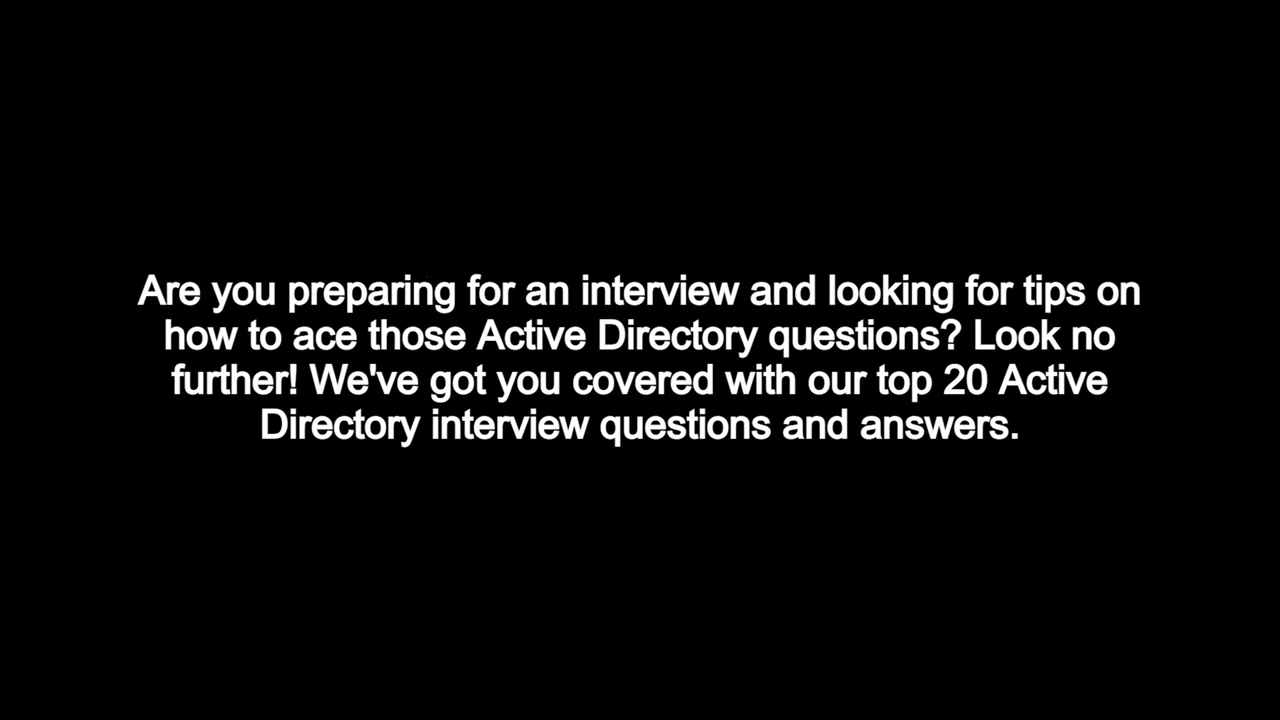 Are you preparing for an interview and looking for tips on
how to ace those Active Directory questions? Look no
further! We've got you covered with our top 20 Active
Directory interview questions and answers.